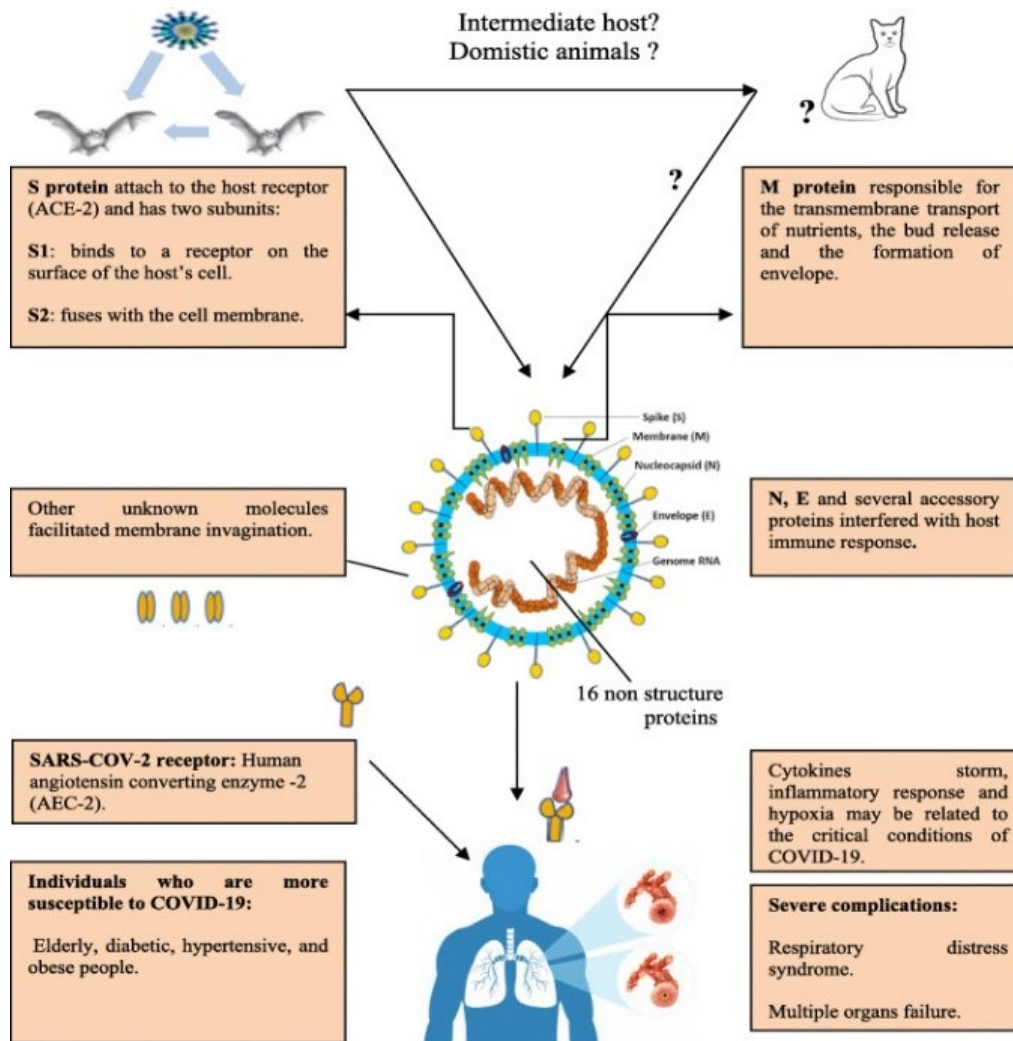 Intermediate host?
Domistic animals ?
?
?
S protein attach to the host receptor
(ACE-2) and has two subunits:
S1: binds to a receptor on the
surface of the host's cell.
S2: fuses with the cell membrane.
M protein responsible for
the transmembrane transport
of nutrients, the bud release
and the formation of
envelope.
Spike (S)
Membrane (M)
Nucleocapsid (N)
Envelope (E)
Genome RNA
Other unknown molecules
facilitated membrane invagination.
N, E and several accessory
proteins interfered with host
immune response.
16 non structure
proteins
SARS-COV-2 receptor: Human
angiotensin converting enzyme -2
(AEC-2).
Cytokines storm,
inflammatory response and
hypoxia may be related to
the critical conditions of
COVID-19.
Individuals who are more
susceptible to COVID-19:
Elderly, diabetic, hypertensive, and
obese people.
Severe complications:
Respiratory distress
syndrome.
Multiple organs failure.